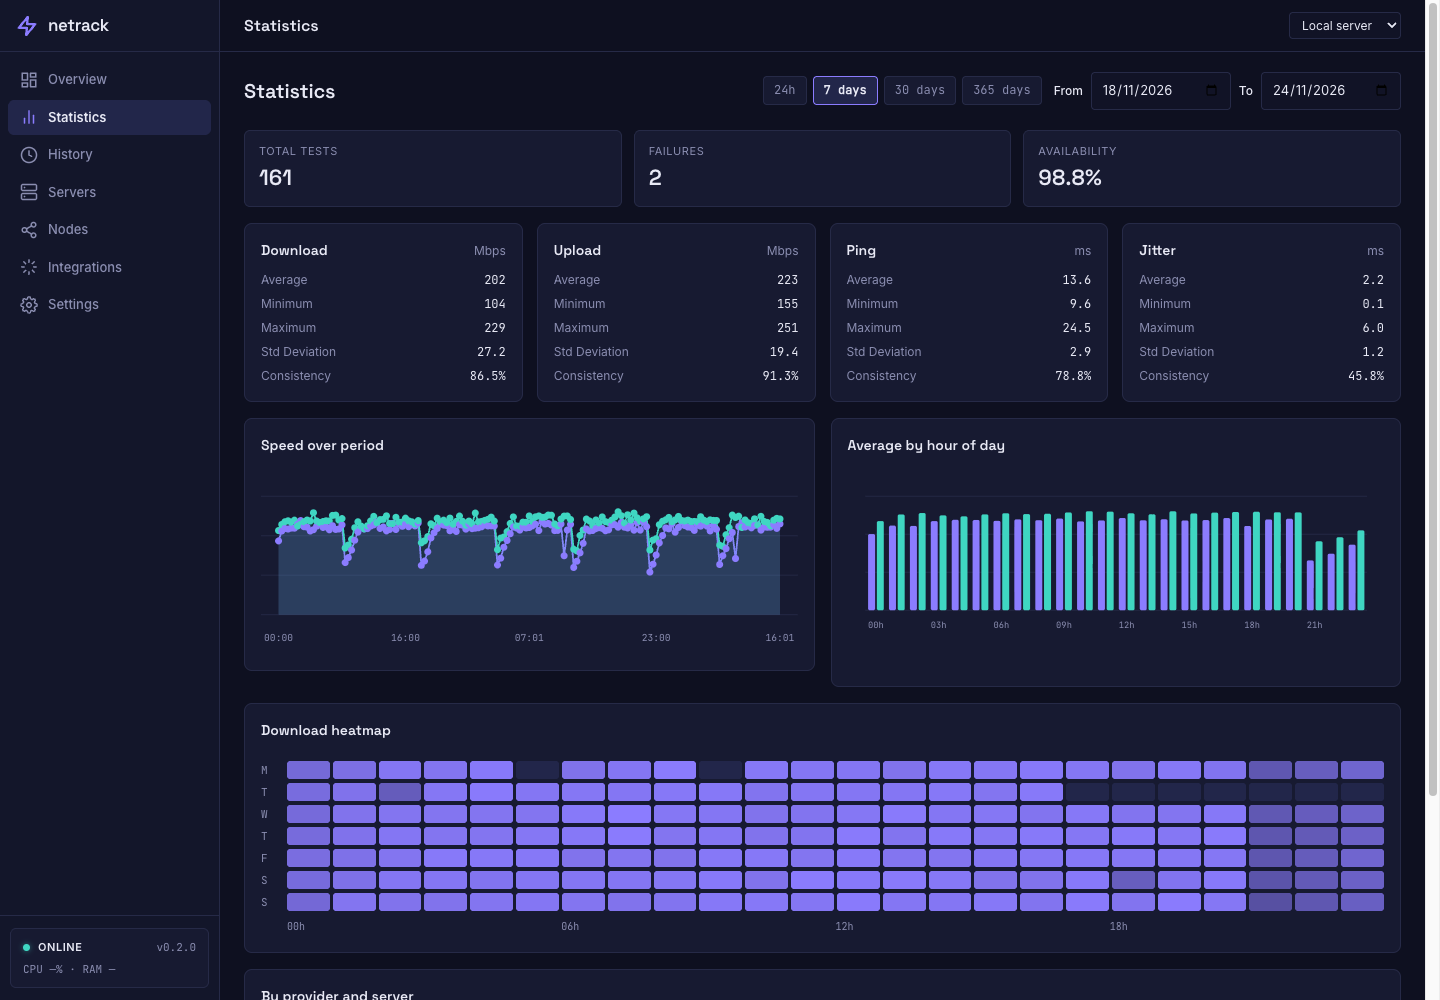 netrack
Statistics
Local server
Overview
Statistics
History
Servers
Nodes
Integrations
Settings
Statistics
24h
7 days
30 days
365 days
From
18/11/2026
To
24/11/2026
TOTAL TESTS
161
FAILURES
2
AVAILABILITY
98.8%
Download Mbps
Average 202
Minimum 104
Maximum 229
Std Deviation 27.2
Consistency 86.5%
Upload Mbps
Average 223
Minimum 155
Maximum 251
Std Deviation 19.4
Consistency 91.3%
Ping ms
Average 13.6
Minimum 9.6
Maximum 24.5
Std Deviation 2.9
Consistency 78.8%
Jitter ms
Average 2.2
Minimum 0.1
Maximum 6.0
Std Deviation 1.2
Consistency 45.8%
Speed over period
00:00 16:00 07:01 23:00 16:01
Average by hour of day
00h 03h 06h 09h 12h 15h 18h 21h
Download heatmap
M
T
W
T
F
S
S
00h 06h 12h 18h
By provider and server
ONLINE v0.2.0
CPU —% · RAM —